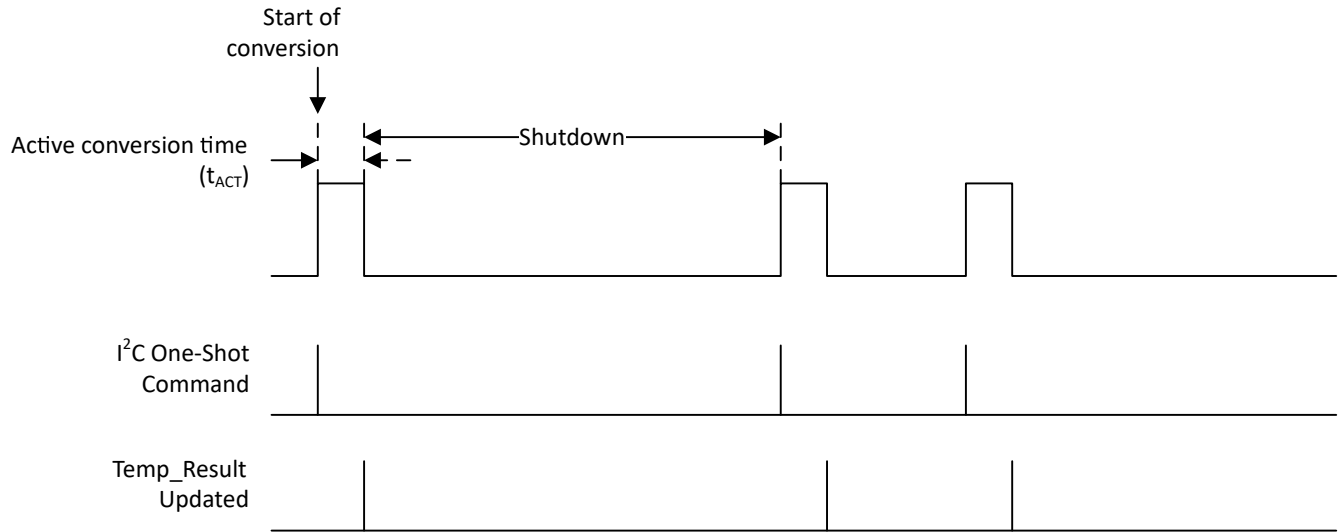 Start of
conversion
Active conversion time
(tACT)
Shutdown
I²C One-Shot
Command
Temp_Result
Updated